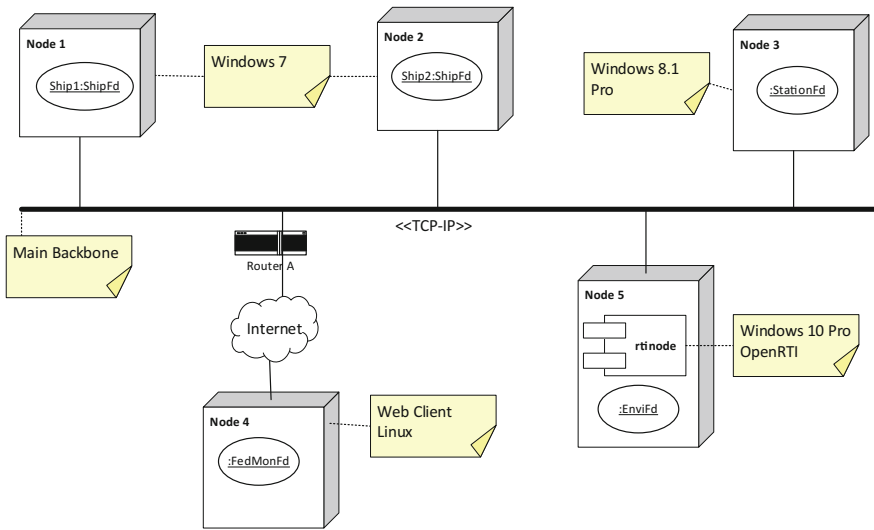 Node 1
Ship1:ShipFd
Windows 7
Node 2
Ship2:ShipFd
Windows 8.1
Pro
Node 3
:StationFd
<<TCP-IP>>
Main Backbone
Router A
Internet
Node 4
:FedMonFd
Web Client
Linux
Node 5
rtinode
:EnviFd
Windows 10 Pro
OpenRTI